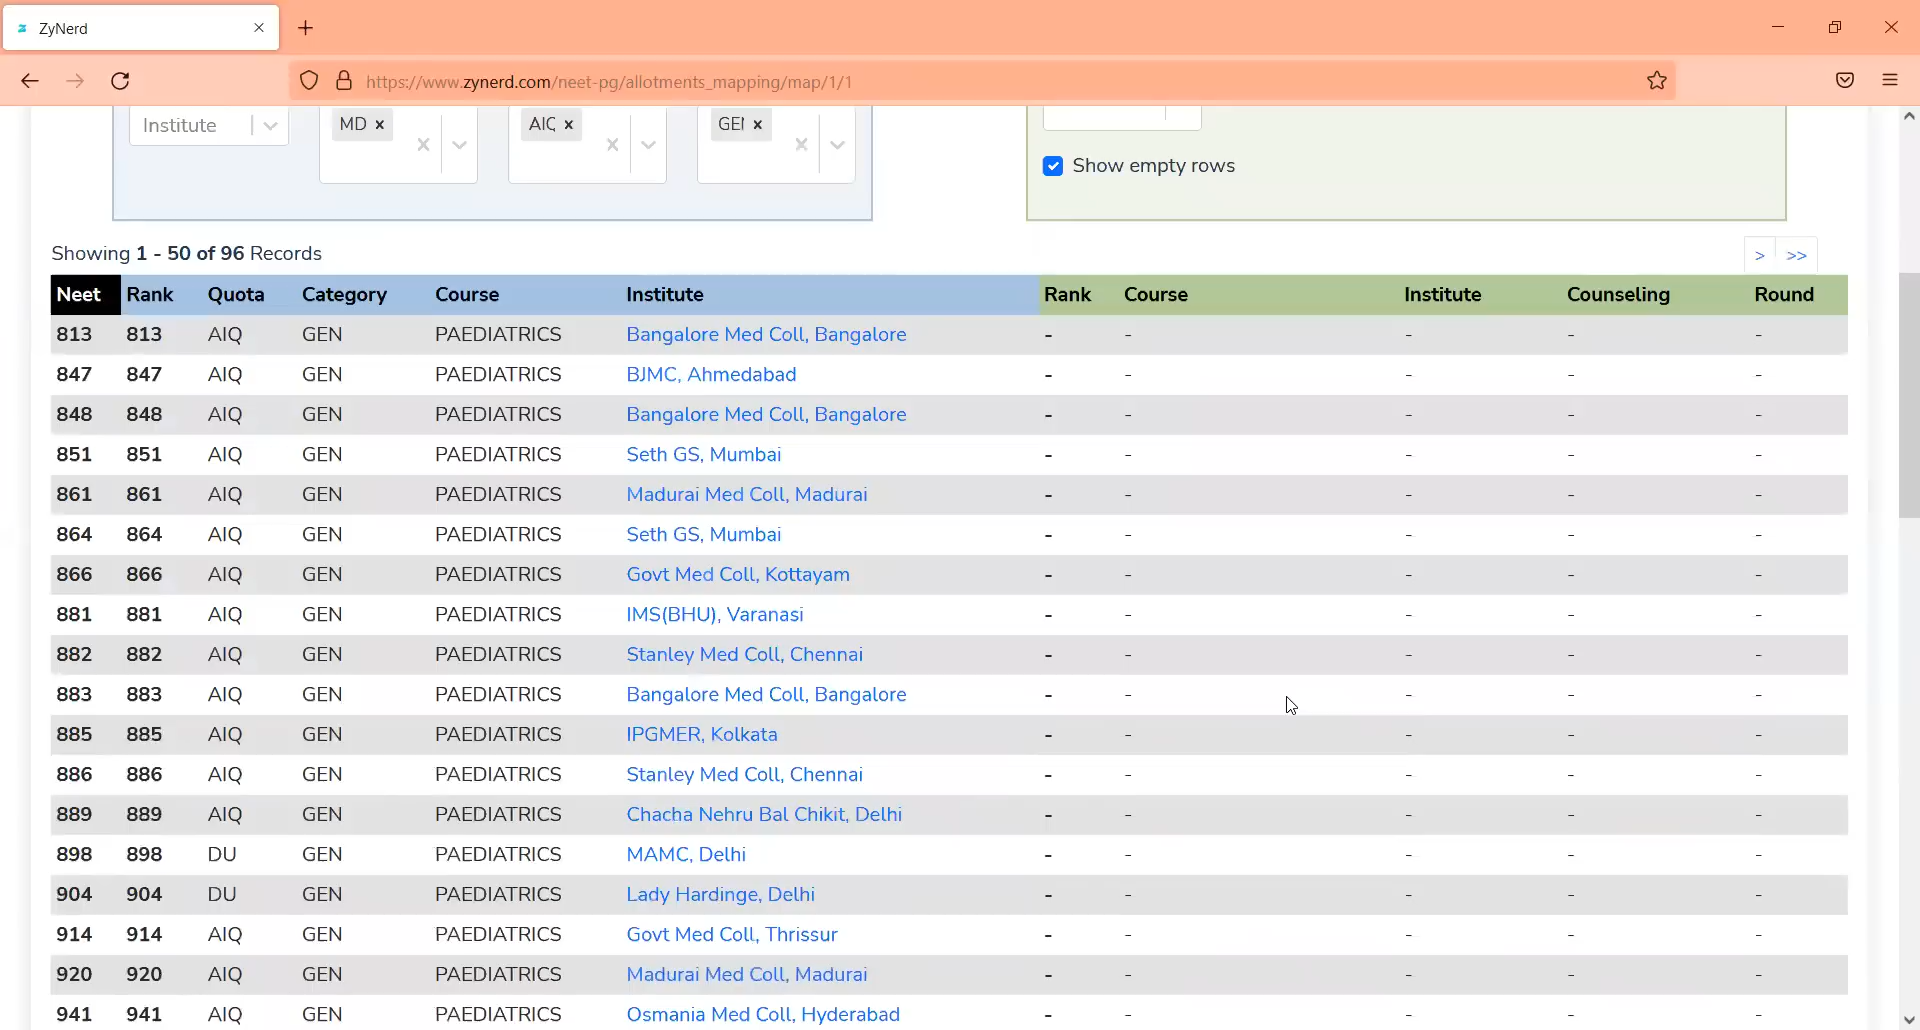 ZyNerd
https://www.zynerd.com/neet-pg/allotments_mapping/map/1/1
Institute MD AIQ GEN
Show empty rows
Showing 1 - 50 of 96 Records > >>
Neet Rank Quota Category Course Institute Rank Course Institute Counseling Round
813 813 AIQ GEN PAEDIATRICS Bangalore Med Coll, Bangalore - - - - -
847 847 AIQ GEN PAEDIATRICS BJMC, Ahmedabad - - - - -
848 848 AIQ GEN PAEDIATRICS Bangalore Med Coll, Bangalore - - - - -
851 851 AIQ GEN PAEDIATRICS Seth GS, Mumbai - - - - -
861 861 AIQ GEN PAEDIATRICS Madurai Med Coll, Madurai - - - - -
864 864 AIQ GEN PAEDIATRICS Seth GS, Mumbai - - - - -
866 866 AIQ GEN PAEDIATRICS Govt Med Coll, Kottayam - - - - -
881 881 AIQ GEN PAEDIATRICS IMS(BHU), Varanasi - - - - -
882 882 AIQ GEN PAEDIATRICS Stanley Med Coll, Chennai - - - - -
883 883 AIQ GEN PAEDIATRICS Bangalore Med Coll, Bangalore - - - - -
885 885 AIQ GEN PAEDIATRICS IPGMER, Kolkata - - - - -
886 886 AIQ GEN PAEDIATRICS Stanley Med Coll, Chennai - - - - -
889 889 AIQ GEN PAEDIATRICS Chacha Nehru Bal Chikit, Delhi - - - - -
898 898 DU GEN PAEDIATRICS MAMC, Delhi - - - - -
904 904 DU GEN PAEDIATRICS Lady Hardinge, Delhi - - - - -
914 914 AIQ GEN PAEDIATRICS Govt Med Coll, Thrissur - - - - -
920 920 AIQ GEN PAEDIATRICS Madurai Med Coll, Madurai - - - - -
941 941 AIQ GEN PAEDIATRICS Osmania Med Coll, Hyderabad - - - - -